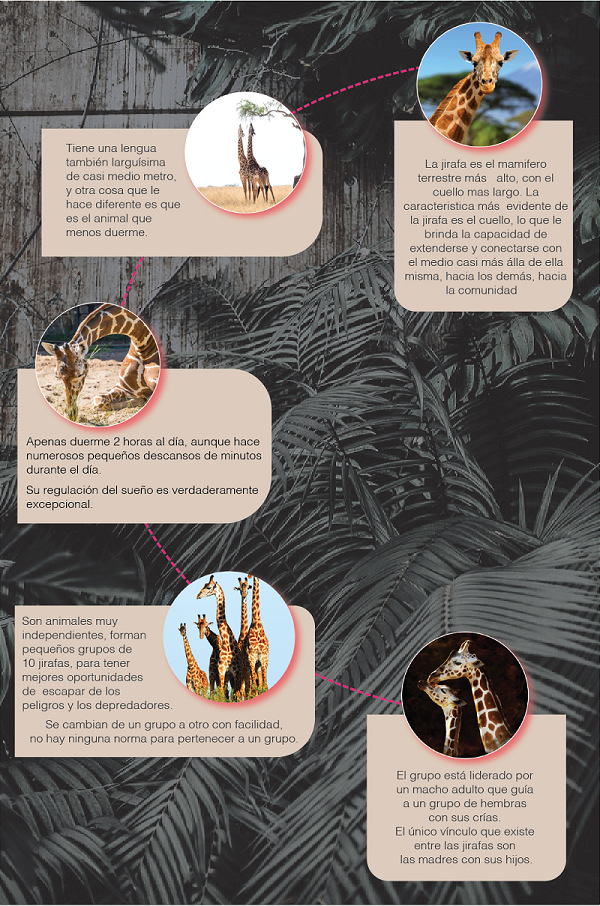 La jirafa es el mamifero
terrestre más alto, con el
cuello mas largo. La
caracteristica más evidente de
la jirafa es el cuello, lo que le
brinda la capacidad de
extenderse y conectarse con
el medio casi más álla de ella
misma, hacia los demás, hacia
la comunidad
Tiene una lengua
también larguísima
de casi medio metro,
y otra cosa que le
hace diferente es que
es el animal que
menos duerme.
Apenas duerme 2 horas al día, aunque hace
numerosos pequeños descansos de minutos
durante el día.
Su regulación del sueño es verdaderamente
excepcional.
Son animales muy
independientes, forman
pequeños grupos de
10 jirafas, para tener
mejores oportunidades
de escapar de los
peligros y los depredadores.
Se cambian de un grupo a otro con facilidad,
no hay ninguna norma para pertenecer a un grupo.
El grupo está liderado por
un macho adulto que guía
a un grupo de hembras
con sus crías.
El único vínculo que existe
entre las jirafas son
las madres con sus hijos.